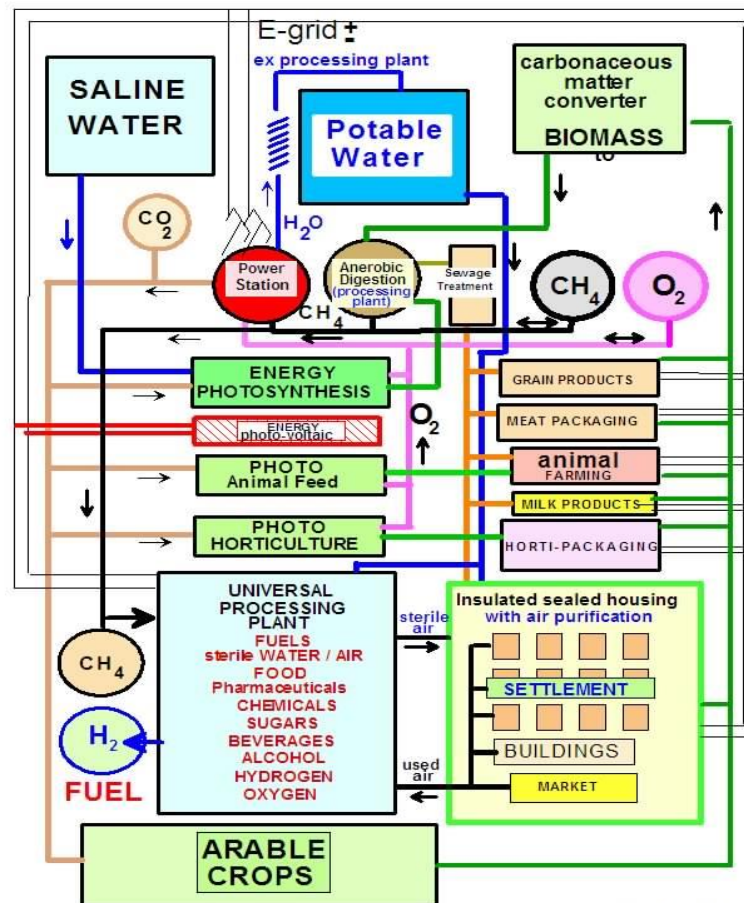 E-grid ±
ex processing plant
SALINE
WATER
Potable
Water
carbonaceous
matter
converter
BIOMASS
to
CO2
H2O
Power
Station
Anerobic
Digestion
(processing
plant)
Sewage
Treatment
CH4
O2
CH4
ENERGY
PHOTOSYNTHESIS
ENERGY
photo-voltaic
PHOTO
Animal Feed
PHOTO
HORTICULTURE
O2
GRAIN PRODUCTS
MEAT PACKAGING
animal
FARMING
MILK PRODUCTS
HORTI-PACKAGING
UNIVERSAL
PROCESSING
PLANT
FUELS
sterile WATER / AIR
FOOD
Pharmaceuticals
CHEMICALS
SUGARS
BEVERAGES
ALCOHOL
HYDROGEN
OXYGEN
sterile
air
used
air
Insulated sealed housing
with air purification
SETTLEMENT
BUILDINGS
MARKET
CH4
H2
FUEL
ARABLE
CROPS